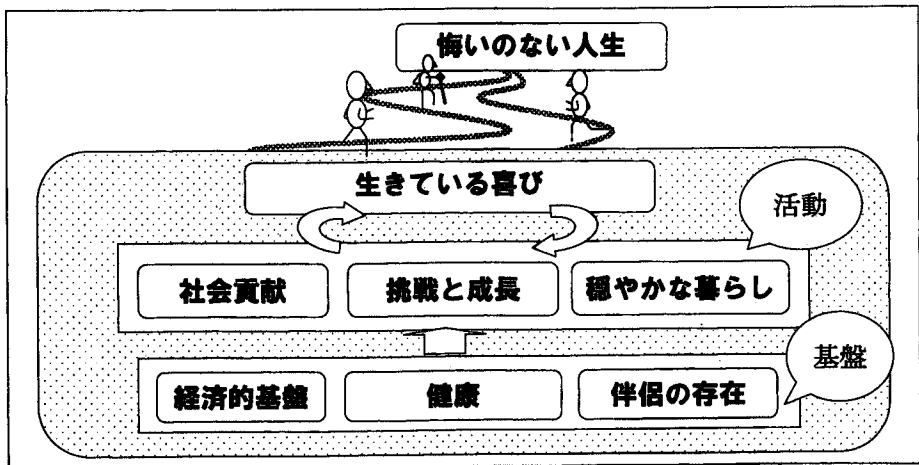 悔いのない人生
生きている喜び
活動
社会貢献
挑戦と成長
穏やかな暮らし
基盤
経済的基盤
健康
伴侶の存在